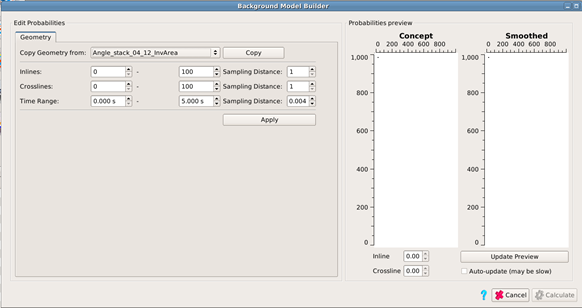 Background Model Builder
Edit Probabilities
Geometry
Copy Geometry from: Angle_stack_04_12_InvArea Copy
Inlines: 0 - 100 Sampling Distance: 1
Crosslines: 0 - 100 Sampling Distance: 1
Time Range: 0.000 s - 5.000 s Sampling Distance: 0.004
Apply
Probabilities preview
Concept Smoothed
0 200 400 600 800 0 200 400 600 800
1,000 1,000
800 800
600 600
400 400
200 200
0 0
Inline 0.00 Update Preview
Crossline 0.00 Auto-update (may be slow)
? Cancel Calculate